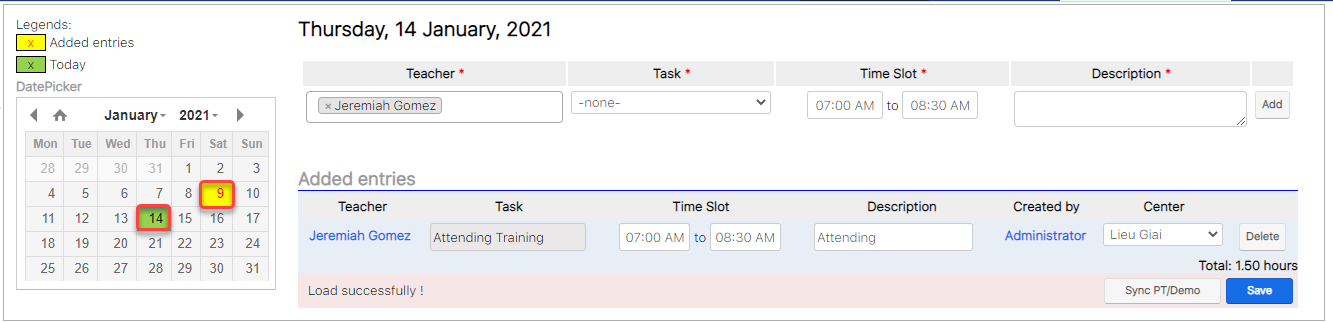 Legends:
x Added entries
x Today
DatePicker
January 2021
Mon Tue Wed Thu Fri Sat Sun
28 29 30 31 1 2 3
4 5 6 7 8 9 10
11 12 13 14 15 16 17
18 19 20 21 22 23 24
25 26 27 28 29 30 31
Thursday, 14 January, 2021
Teacher * Task * Time Slot * Description *
× Jeremiah Gomez -none- 07:00 AM to 08:30 AM Add
Added entries
Teacher Task Time Slot Description Created by Center
Jeremiah Gomez Attending Training 07:00 AM to 08:30 AM Attending Administrator Lieu Giai Delete
Total: 1.50 hours
Load successfully ! Sync PT/Demo Save